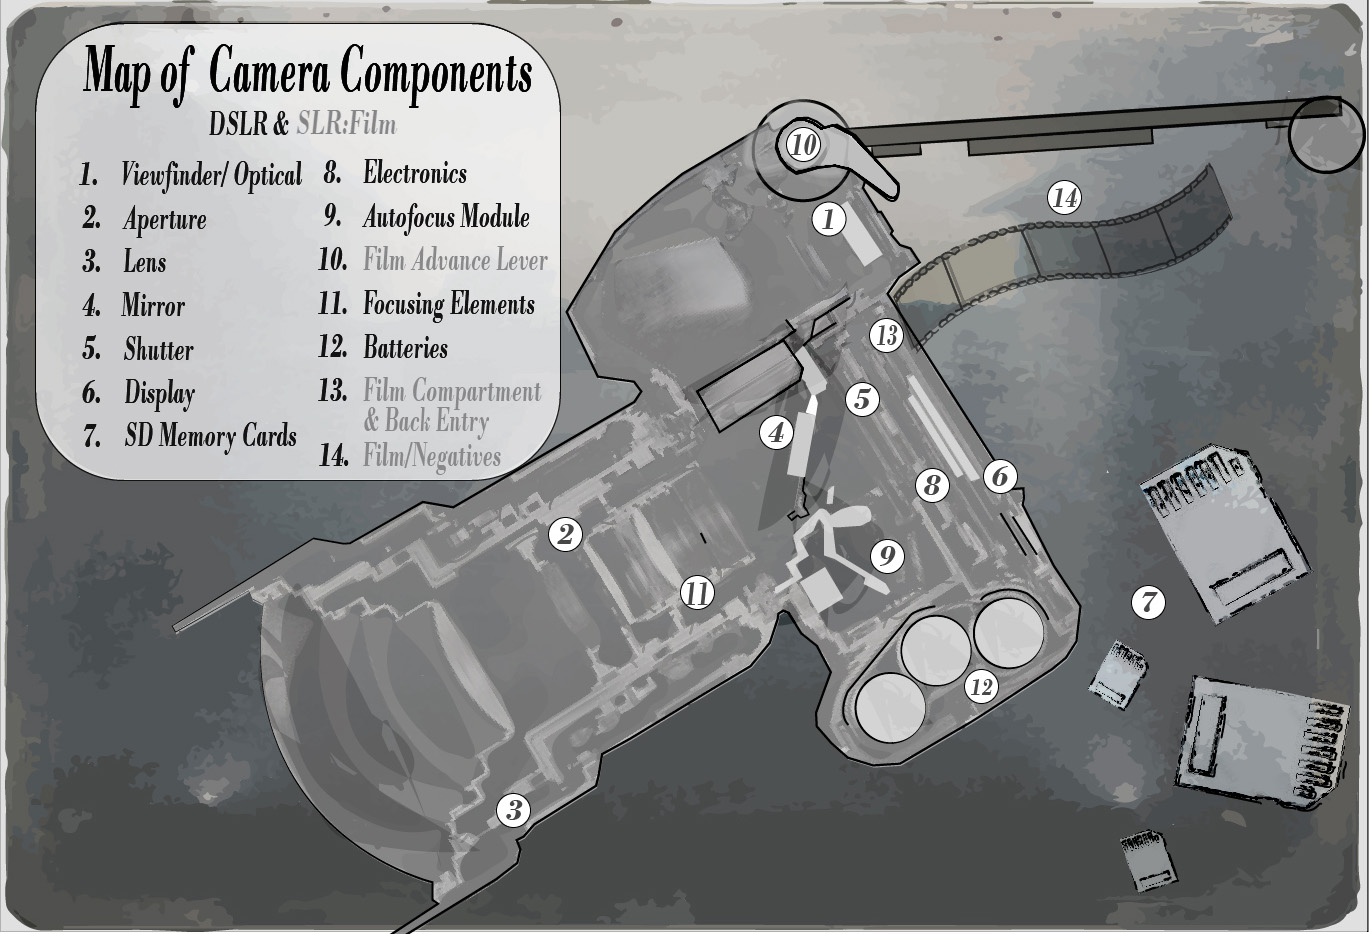 Map of Camera Components
DSLR & SLR:Film
1. Viewfinder/ Optical
2. Aperture
3. Lens
4. Mirror
5. Shutter
6. Display
7. SD Memory Cards
8. Electronics
9. Autofocus Module
10. Film Advance Lever
11. Focusing Elements
12. Batteries
13. Film Compartment
& Back Entry
14. Film/Negatives
10
14
1
13
5
4
6
8
2
9
11
7
12
3